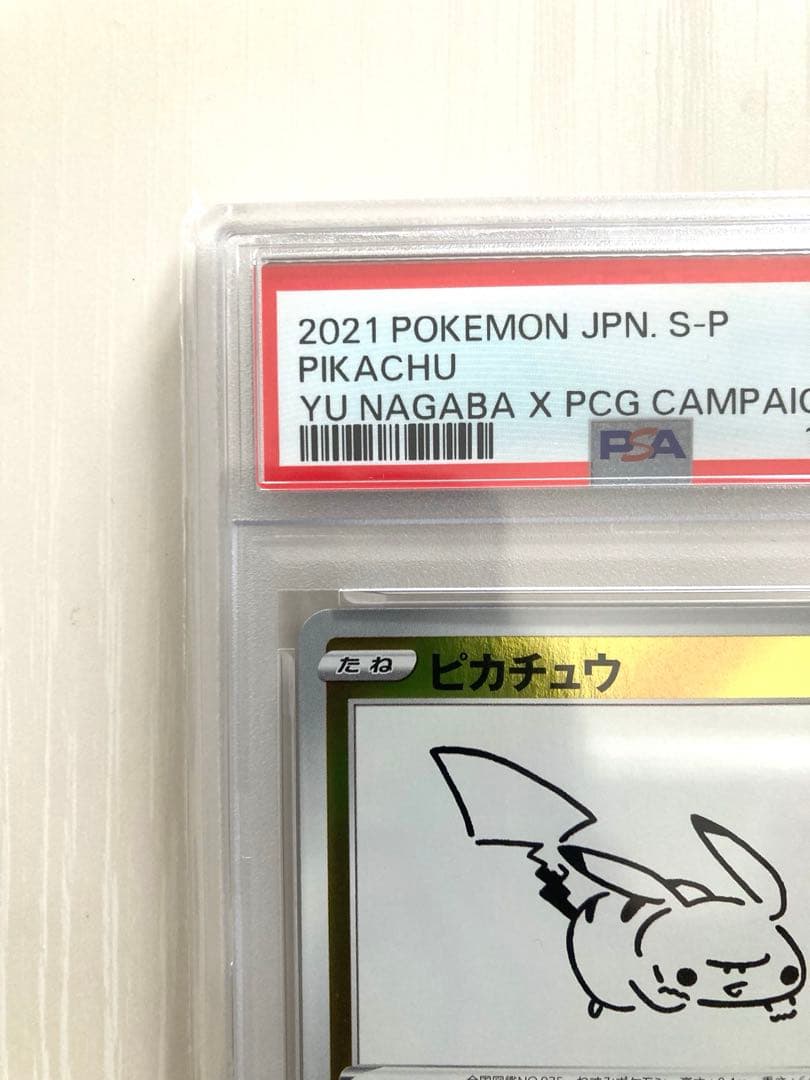 2021 POKEMON JPN. S-P
PIKACHU
YU NAGABA X PCG CAMPAIG
PSA
たね ピカチュウ